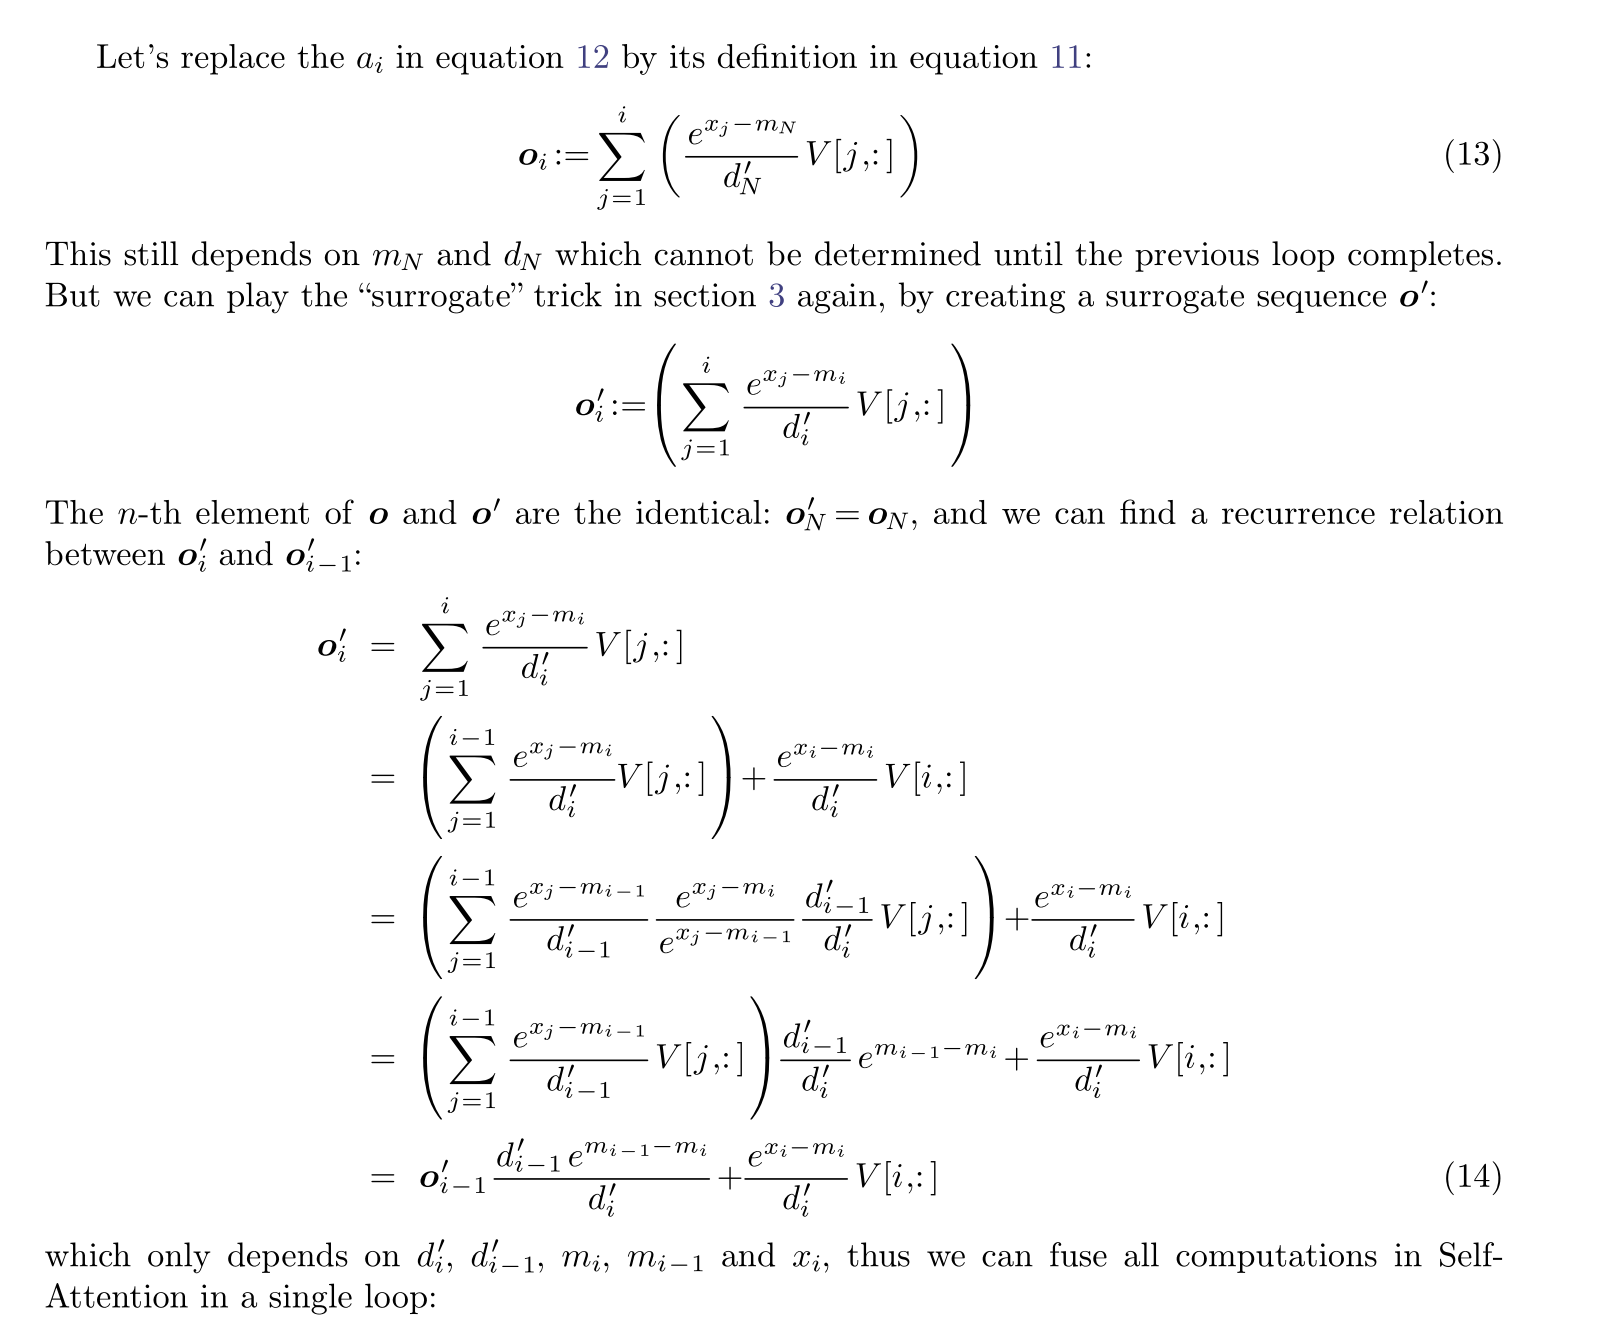 Let's replace the $a_i$ in equation 12 by its definition in equation 11:
$\boldsymbol{o}_i := \sum_{j=1}^{i} \left( \frac{e^{x_j - m_N}}{d'_N} V[j,:] \right)$ (13)
This still depends on $m_N$ and $d_N$ which cannot be determined until the previous loop completes.
But we can play the “surrogate” trick in section 3 again, by creating a surrogate sequence $\boldsymbol{o}'$:
$\boldsymbol{o}'_i := \left( \sum_{j=1}^{i} \frac{e^{x_j - m_i}}{d'_i} V[j,:] \right)$
The $n$-th element of $\boldsymbol{o}$ and $\boldsymbol{o}'$ are the identical: $\boldsymbol{o}'_N = \boldsymbol{o}_N$, and we can find a recurrence relation
between $\boldsymbol{o}'_i$ and $\boldsymbol{o}'_{i-1}$:
$\boldsymbol{o}'_i = \sum_{j=1}^{i} \frac{e^{x_j - m_i}}{d'_i} V[j,:]$
$= \left( \sum_{j=1}^{i-1} \frac{e^{x_j - m_i}}{d'_i} V[j,:] \right) + \frac{e^{x_i - m_i}}{d'_i} V[i,:]$
$= \left( \sum_{j=1}^{i-1} \frac{e^{x_j - m_{i-1}}}{d'_{i-1}} \frac{e^{x_j - m_i}}{e^{x_j - m_{i-1}}} \frac{d'_{i-1}}{d'_i} V[j,:] \right) + \frac{e^{x_i - m_i}}{d'_i} V[i,:]$
$= \left( \sum_{j=1}^{i-1} \frac{e^{x_j - m_{i-1}}}{d'_{i-1}} V[j,:] \right) \frac{d'_{i-1}}{d'_i} e^{m_{i-1} - m_i} + \frac{e^{x_i - m_i}}{d'_i} V[i,:]$
$= \boldsymbol{o}'_{i-1} \frac{d'_{i-1} e^{m_{i-1} - m_i}}{d'_i} + \frac{e^{x_i - m_i}}{d'_i} V[i,:]$ (14)
which only depends on $d'_i$, $d'_{i-1}$, $m_i$, $m_{i-1}$ and $x_i$, thus we can fuse all computations in Self-
Attention in a single loop: